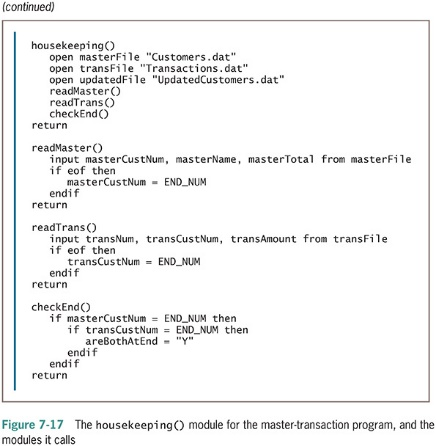 (continued)
housekeeping()
open masterFile "Customers.dat"
open transFile "Transactions.dat"
open updatedFile "UpdatedCustomers.dat"
readMaster()
readTrans()
checkEnd()
return
readMaster()
input masterCustNum, masterName, masterTotal from masterFile
if eof then
masterCustNum = END_NUM
endif
return
readTrans()
input transNum, transCustNum, transAmount from transFile
if eof then
transCustNum = END_NUM
endif
return
checkEnd()
if masterCustNum = END_NUM then
if transCustNum = END_NUM then
areBothAtEnd = "Y"
endif
endif
return
Figure 7-17 The housekeeping() module for the master-transaction program, and the
modules it calls